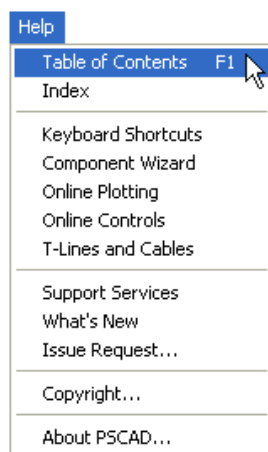 Help
Table of Contents F1
Index
Keyboard Shortcuts
Component Wizard
Online Plotting
Online Controls
T-Lines and Cables
Support Services
What's New
Issue Request...
Copyright...
About PSCAD...